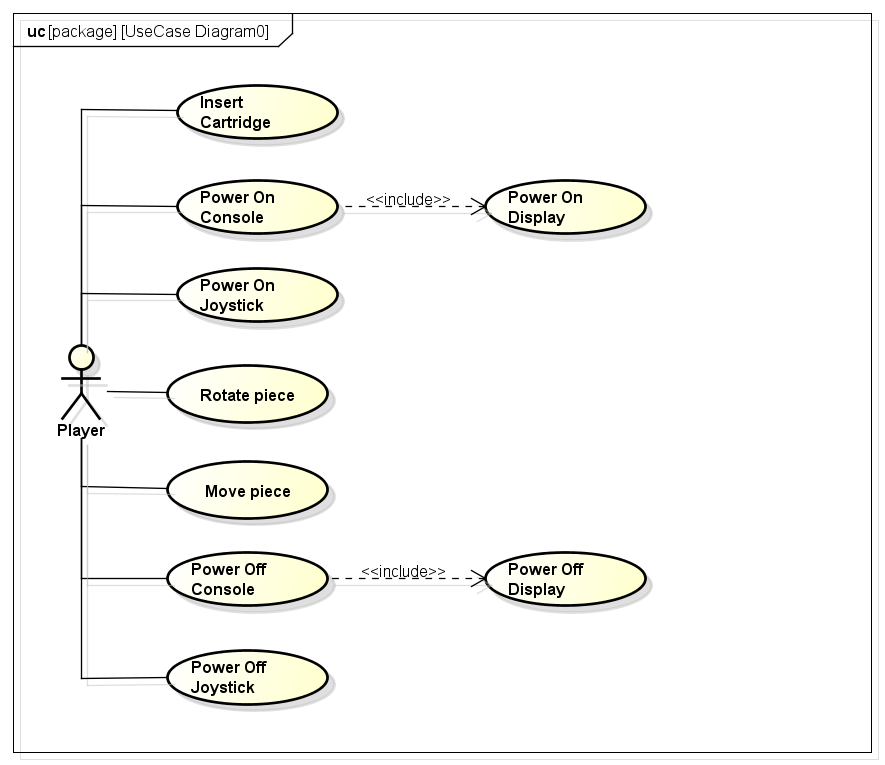 uc [package] [UseCase Diagram0]
Insert
Cartridge
Power On
Console
<<include>>
Power On
Display
Power On
Joystick
Rotate piece
Player
Move piece
Power Off
Console
<<include>>
Power Off
Display
Power Off
Joystick